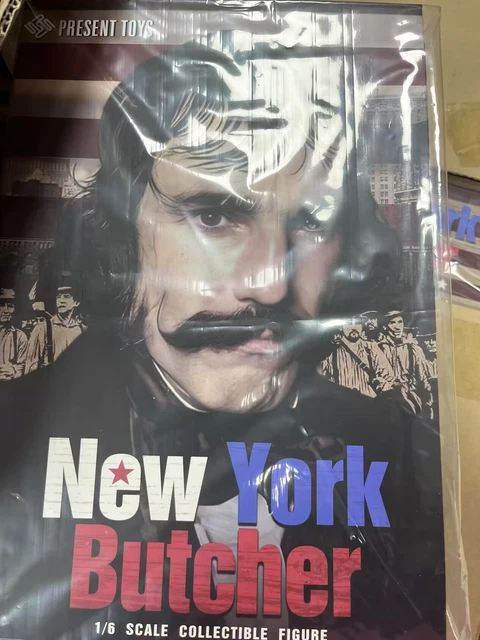 PRESENT TOYS
New York
Butcher
1/6 SCALE COLLECTIBLE FIGURE